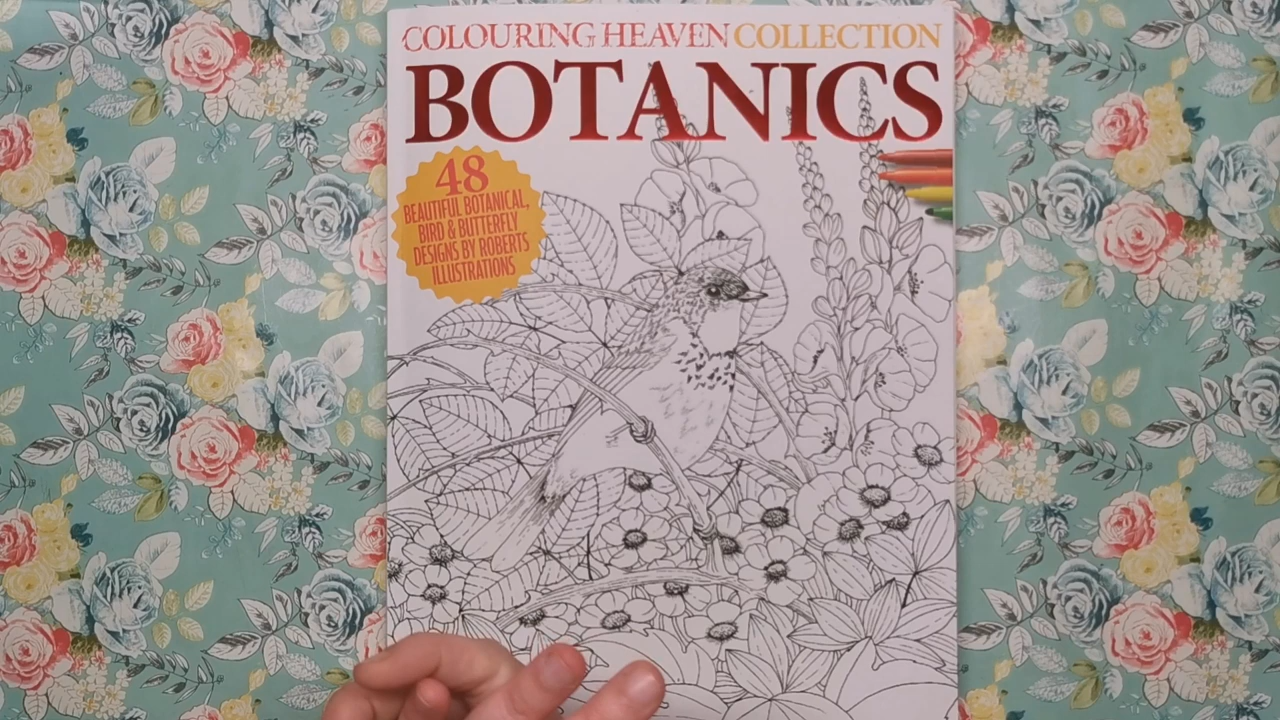 COLOURING HEAVEN COLLECTION
BOTANICS
48
BEAUTIFUL BOTANICAL,
BIRD & BUTTERFLY
DESIGNS BY ROBERTS
ILLUSTRATIONS